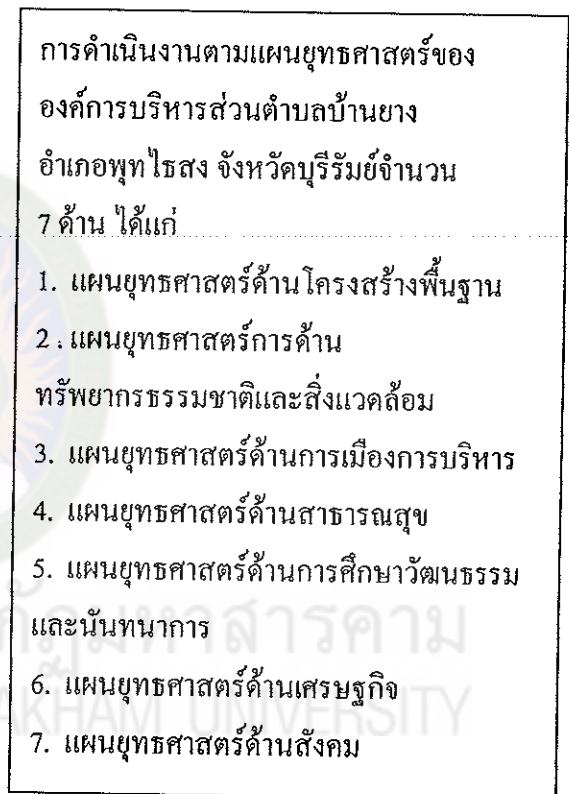 การดำเนินงานตามแผนยุทธศาสตร์ของ
องค์การบริหารส่วนตำบลบ้านยาง
อำเภอพุทไธสง จังหวัดบุรีรัมย์จำนวน
7 ด้าน ได้แก่
1. แผนยุทธศาสตร์ด้านโครงสร้างพื้นฐาน
2. แผนยุทธศาสตร์การด้าน
ทรัพยากรธรรมชาติและสิ่งแวดล้อม
3. แผนยุทธศาสตร์ด้านการเมืองการบริหาร
4. แผนยุทธศาสตร์ด้านสาธารณสุข
5. แผนยุทธศาสตร์ด้านการศึกษาวัฒนธรรม
และนันทนาการ
ภัฏมหาสารคาม
6. แผนยุทธศาสตร์ด้านเศรษฐกิจ
AKHAM UNIVERSITY
7. แผนยุทธศาสตร์ด้านสังคม